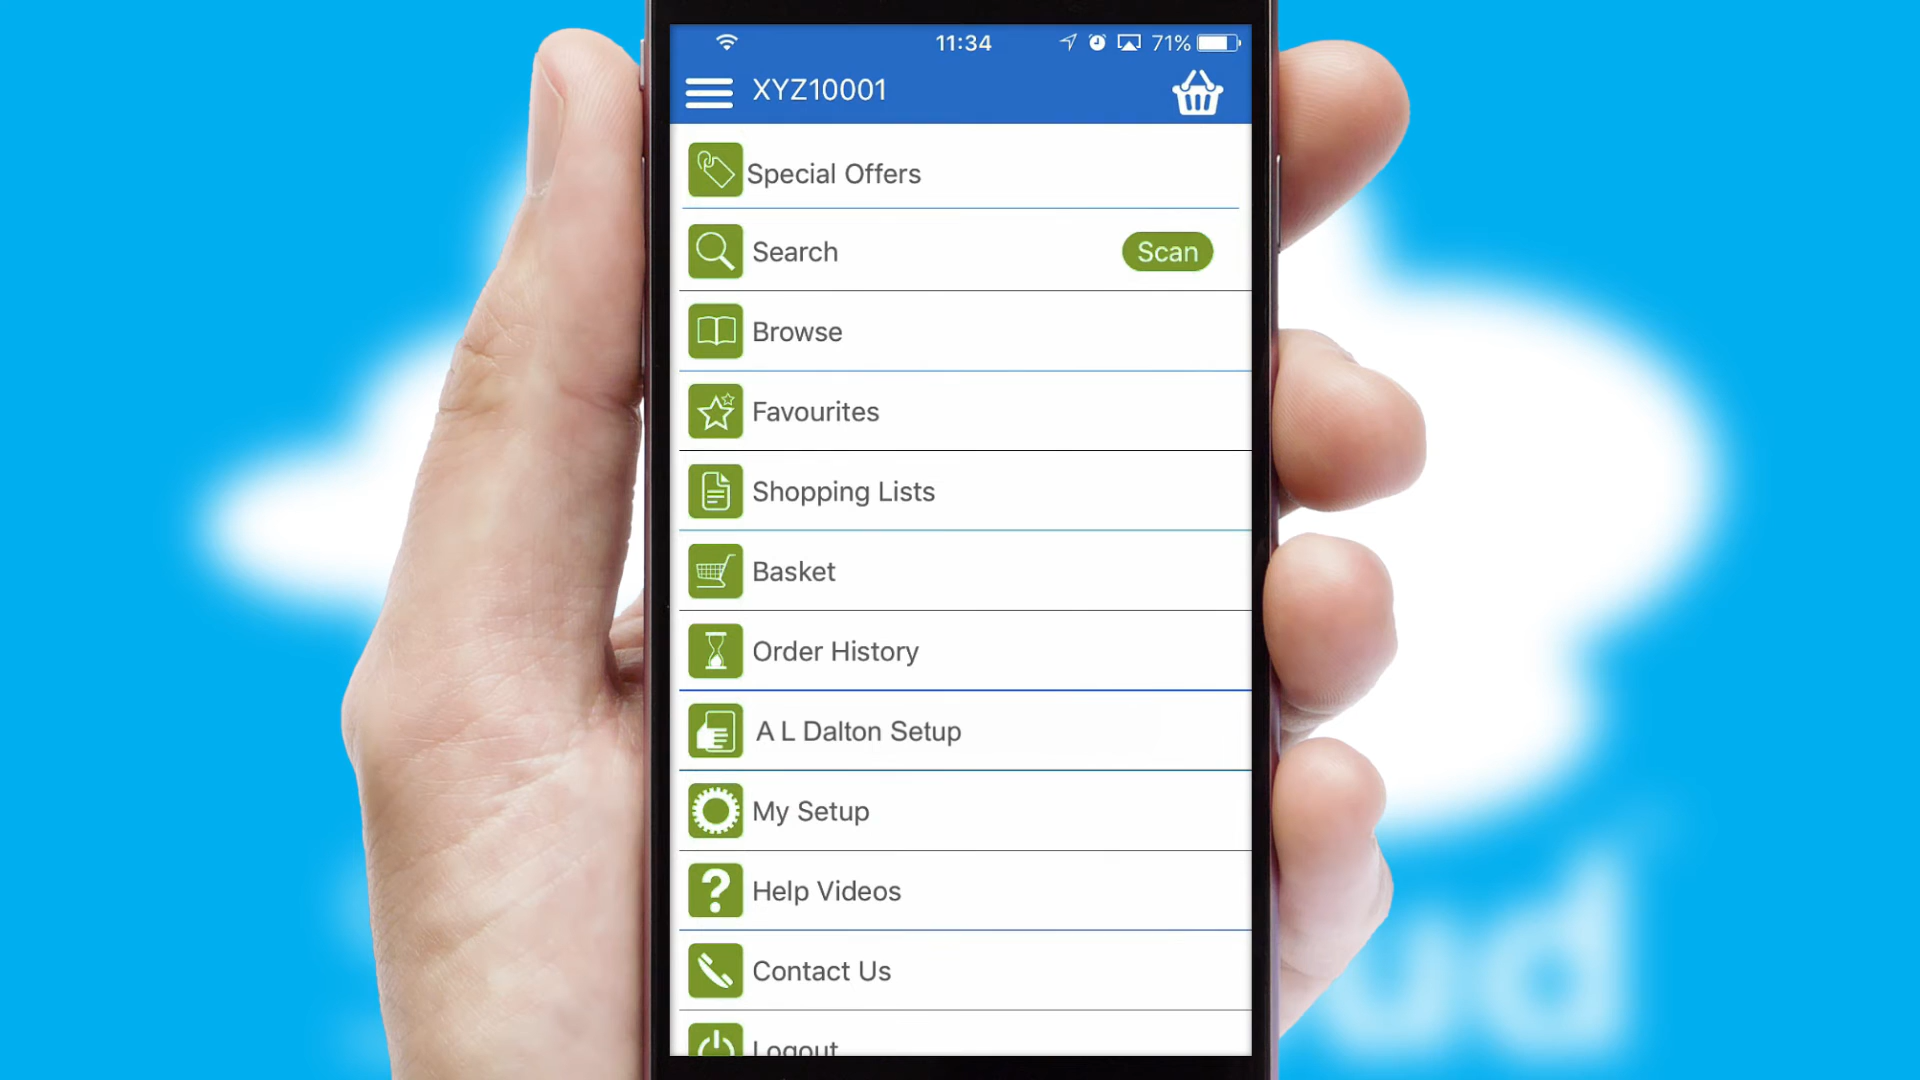 11:34
71%
XYZ10001
Special Offers
Search
Scan
Browse
Favourites
Shopping Lists
Basket
Order History
A L Dalton Setup
My Setup
Help Videos
Contact Us
Logout
ud